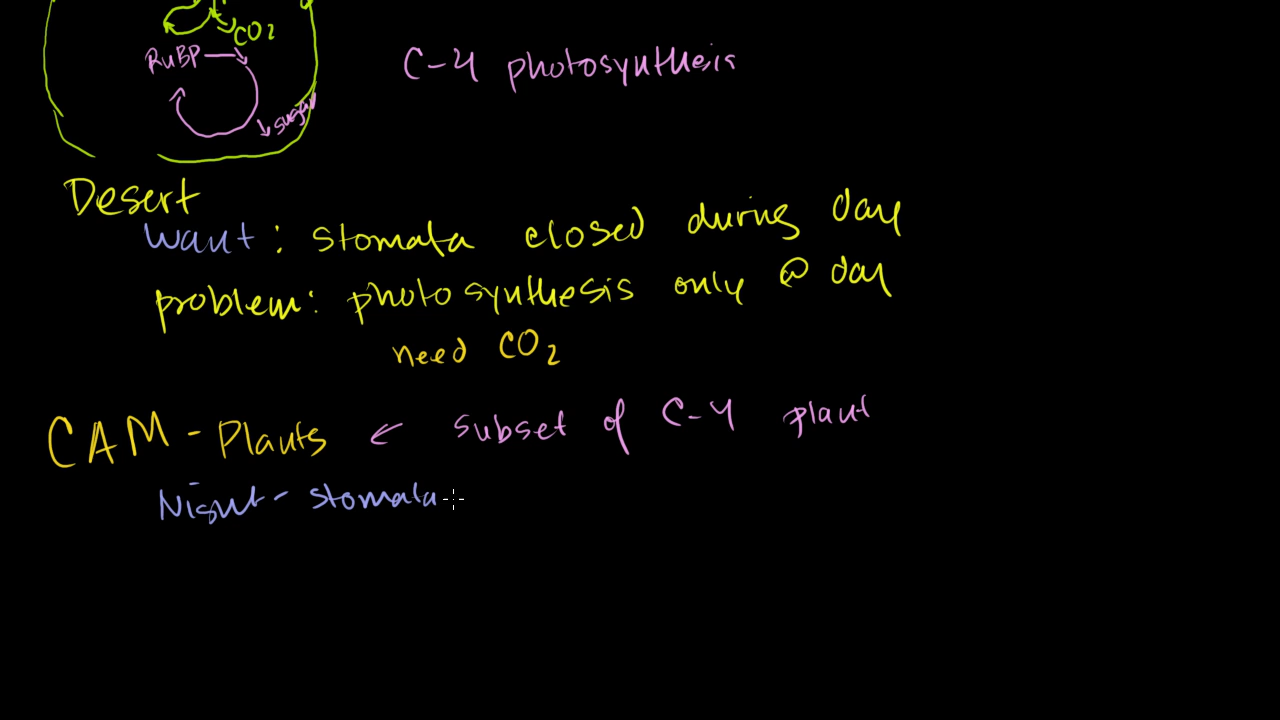 CO2
RuBP
sugar
C-4 photosynthesis
Desert
Want: stomata closed during day
problem: photosynthesis only @ day
need CO2
CAM-Plants ← subset of C-4 plant
Night - stomata